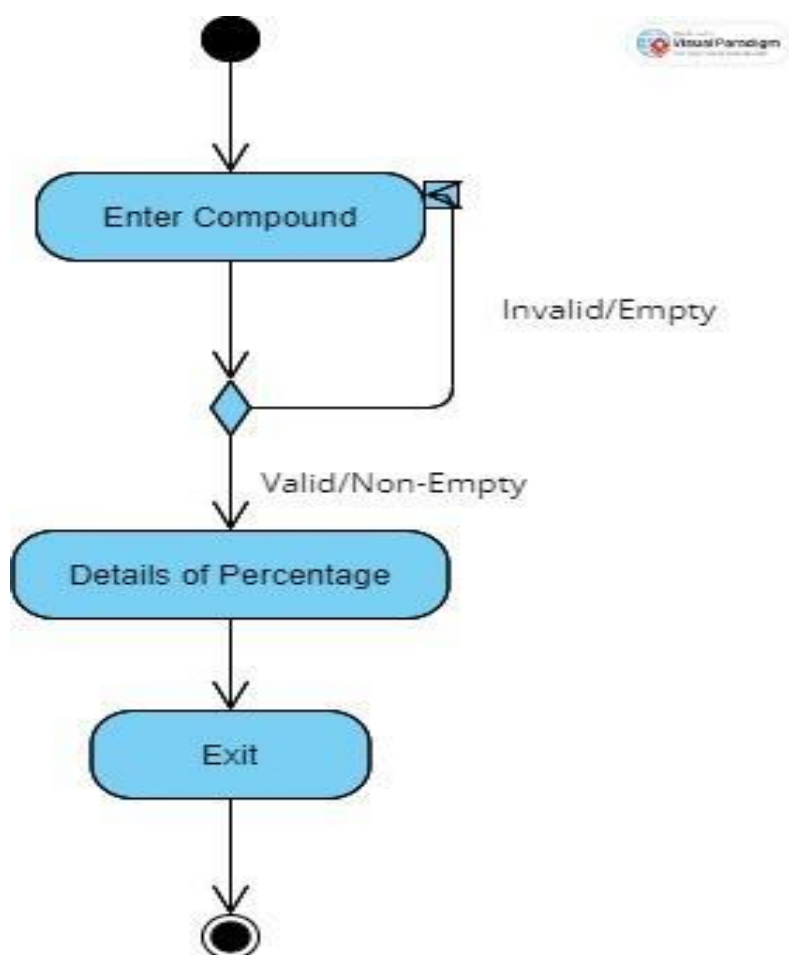 Visual Paradigm
Enter Compound
Invalid/Empty
Valid/Non-Empty
Details of Percentage
Exit